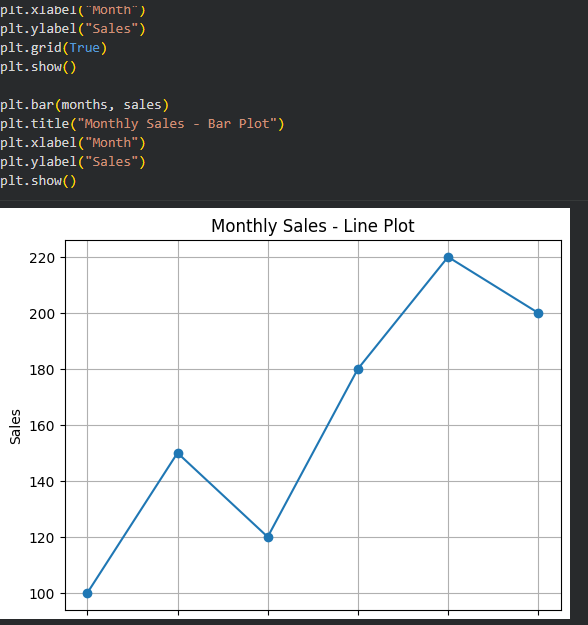 plt.xlabel("Month")
plt.ylabel("Sales")
plt.grid(True)
plt.show()
plt.bar(months, sales)
plt.title("Monthly Sales - Bar Plot")
plt.xlabel("Month")
plt.ylabel("Sales")
plt.show()
Monthly Sales - Line Plot
220
200
180
160
140
120
100
Sales